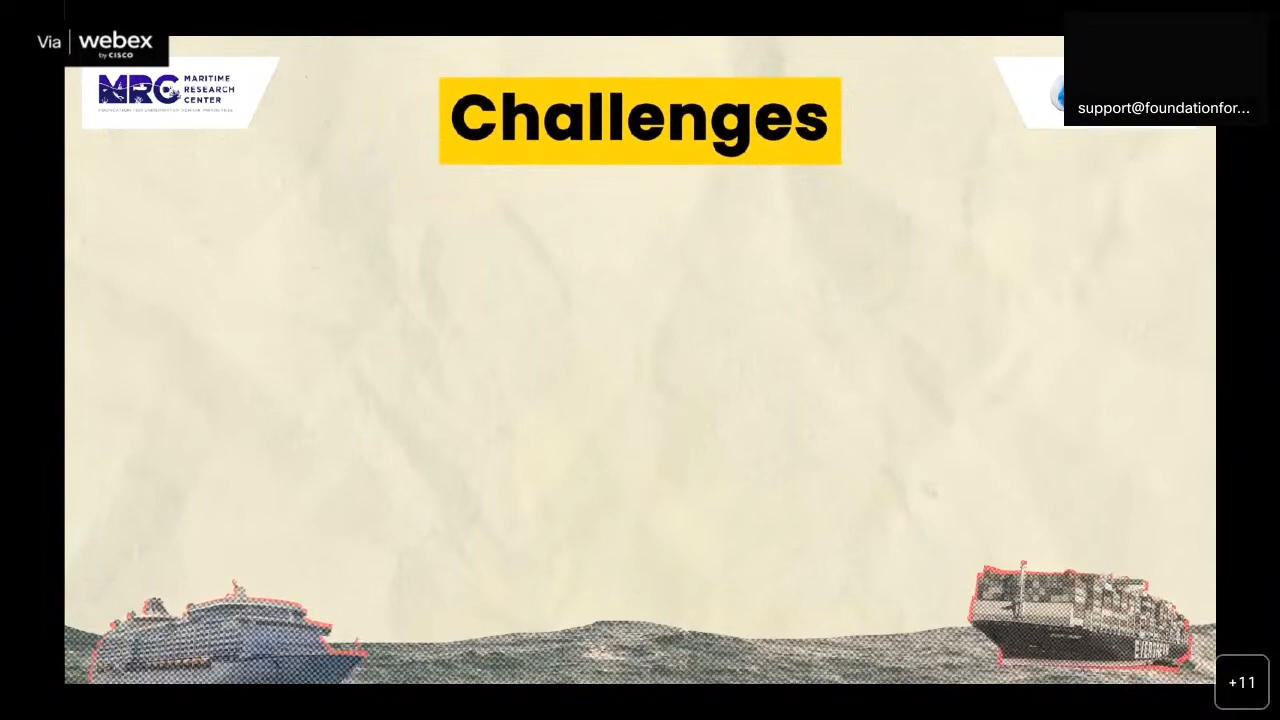 Via webex
by CISCO
MRC MARITIME
RESEARCH
CENTER
Challenges
support@foundationfor...
EVERGREEN
+11